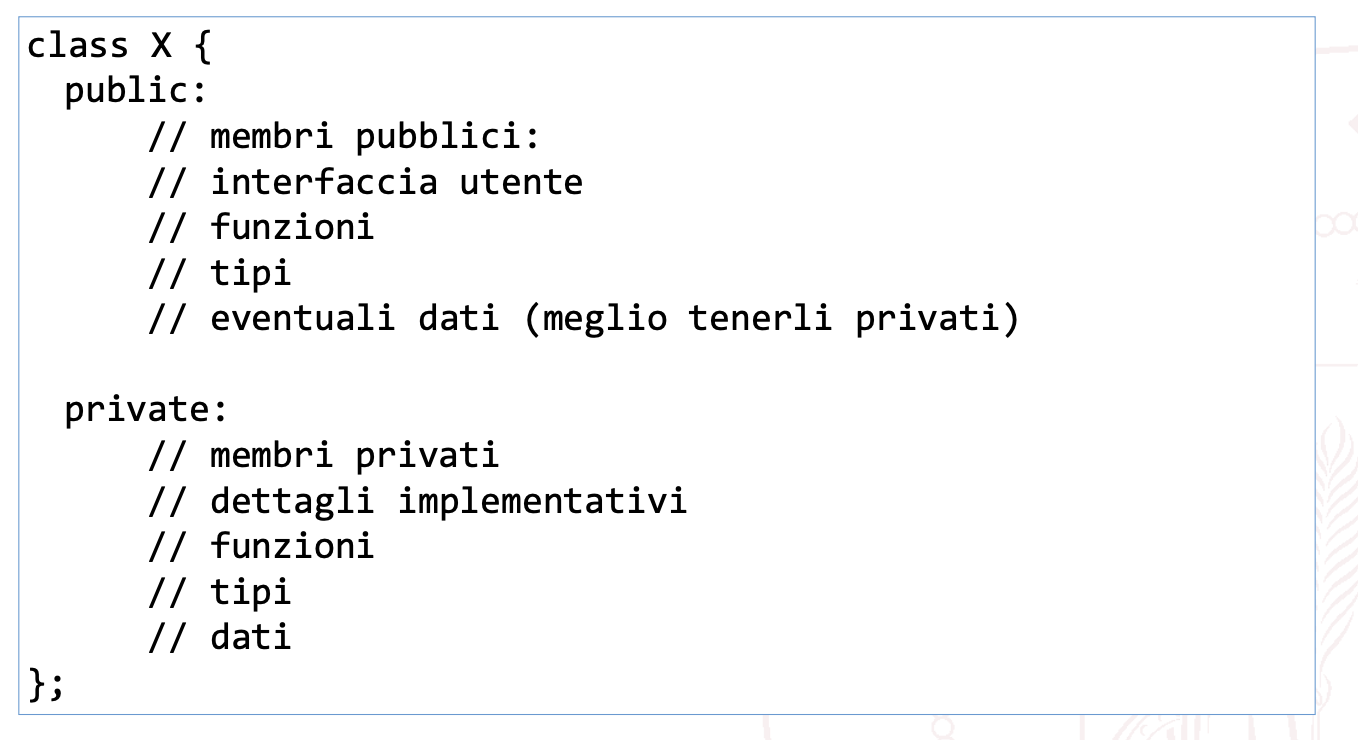 class X {
public:
// membri pubblici:
// interfaccia utente
// funzioni
// tipi
// eventuali dati (meglio tenerli privati)
private:
// membri privati
// dettagli implementativi
// funzioni
// tipi
// dati
};